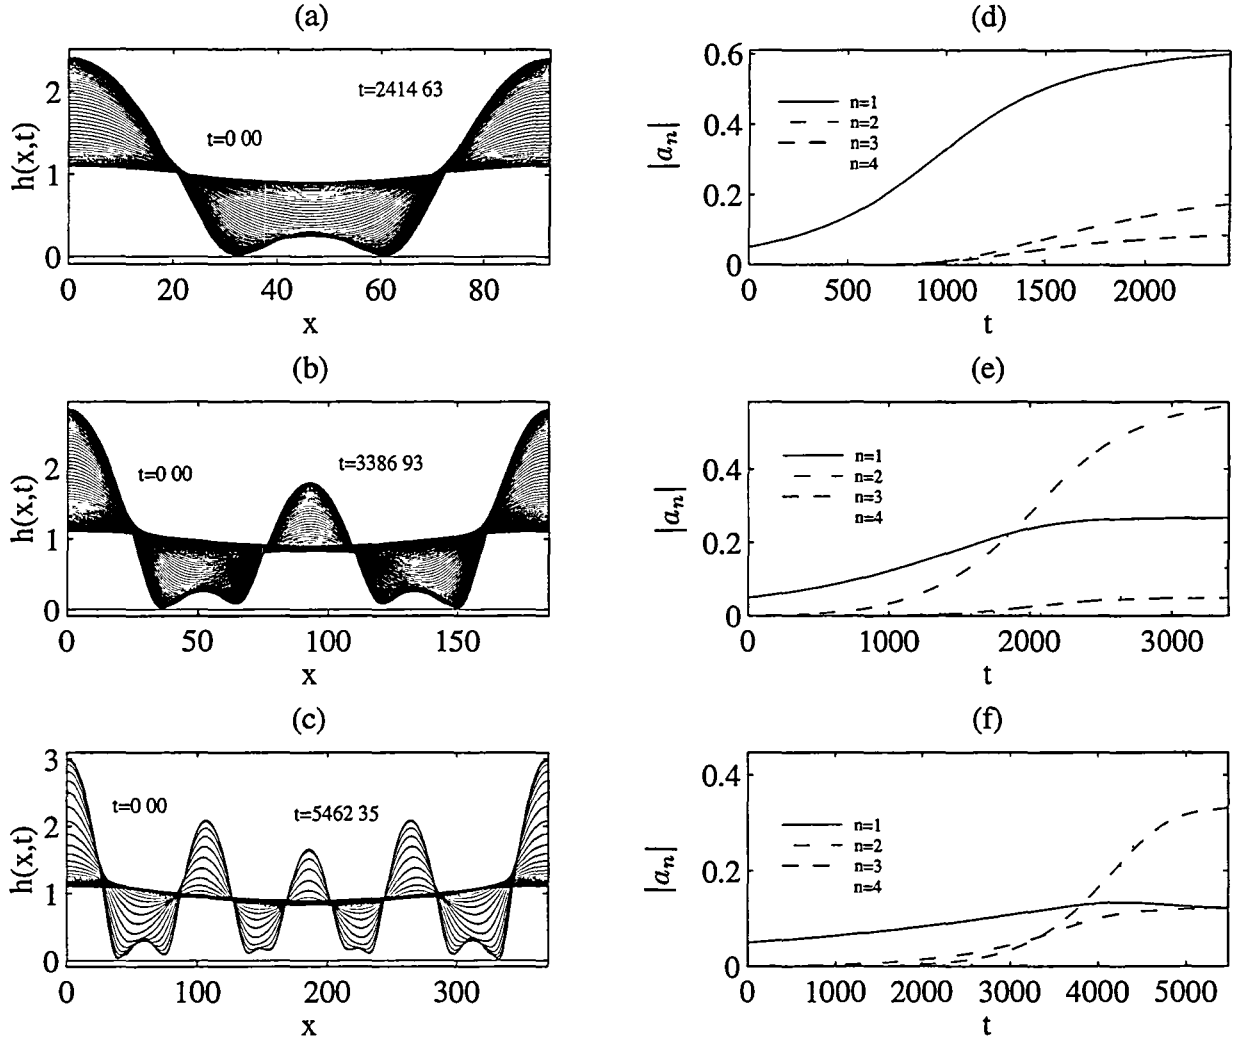 (a)
h(x,t)
2
1
0
t=2414 63
t=0 00
0 20 40 60 80
x
(d)
|a_n|
0.6
0.4
0.2
0
n=1
n=2
n=3
n=4
0 500 1000 1500 2000
t
(b)
h(x,t)
2
1
0
t=0 00
t=3386 93
0 50 100 150
x
(e)
|a_n|
0.4
0.2
0
n=1
n=2
n=3
n=4
0 1000 2000 3000
t
(c)
h(x,t)
3
2
1
0
t=0 00
t=5462 35
0 100 200 300
x
(f)
|a_n|
0.4
0.2
0
n=1
n=2
n=3
n=4
0 1000 2000 3000 4000 5000
t